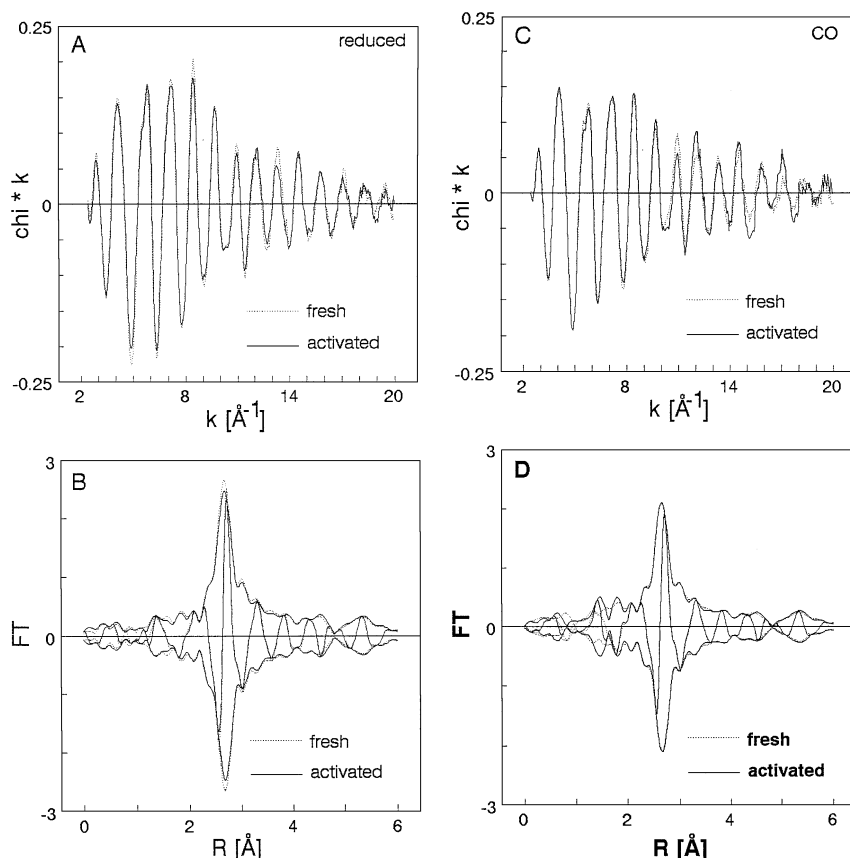 A
reduced
0.25
0
-0.25
chi * k
fresh
activated
2
8
14
20
k [Å-1]
C
CO
0.25
0
-0.25
chi * k
fresh
activated
2
8
14
20
k [Å-1]
B
3
0
-3
FT
fresh
activated
0
2
4
6
R [Å]
D
3
0
-3
FT
fresh
activated
0
2
4
6
R [Å]